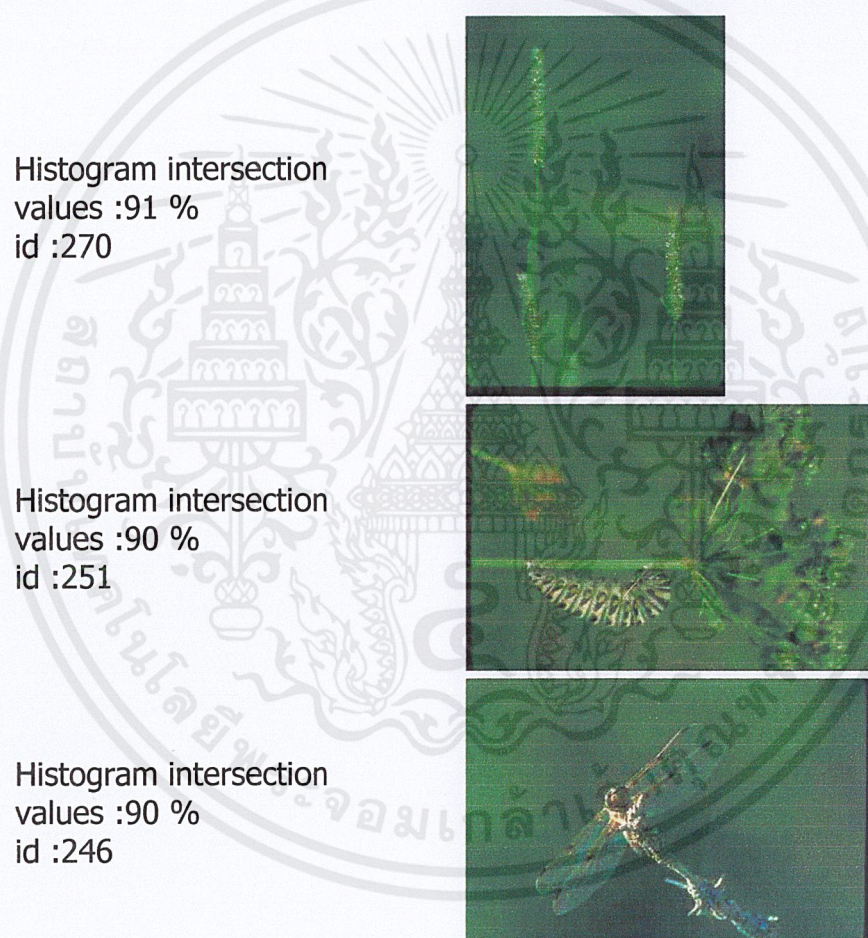 Histogram intersection
values :91 %
id :270
Histogram intersection
values :90 %
id :251
Histogram intersection
values :90 %
id :246